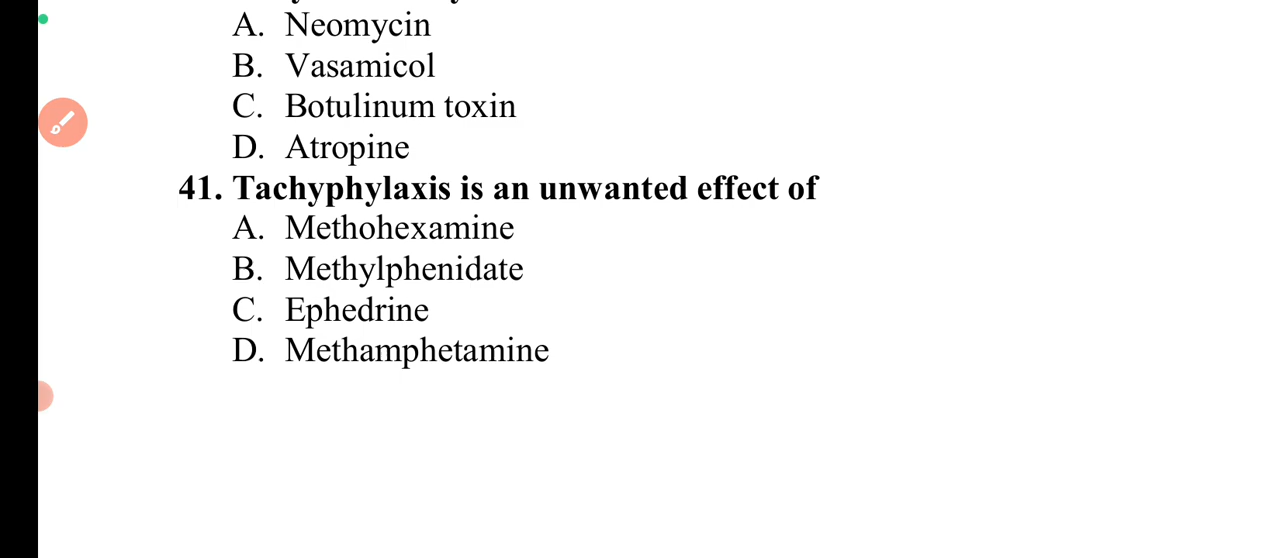 A. Neomycin
B. Vasamicol
C. Botulinum toxin
D. Atropine
41. Tachyphylaxis is an unwanted effect of
A. Methohexamine
B. Methylphenidate
C. Ephedrine
D. Methamphetamine